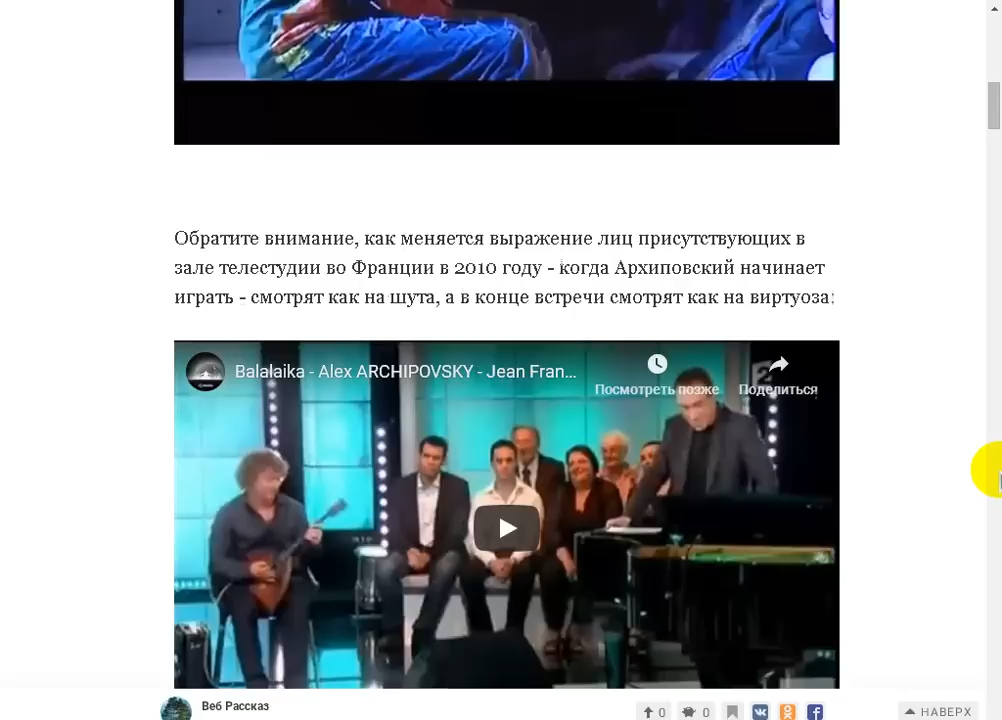 Обратите внимание, как меняется выражение лиц присутствующих в
зале телестудии во Франции в 2010 году - когда Архиповский начинает
играть - смотрят как на шута, а в конце встречи смотрят как на виртуоза:
Balalaika - Alex ARCHIPOVSKY - Jean Fran...
Посмотреть позже
Поделиться
2
Веб Рассказ
0
0
НАВЕРХ